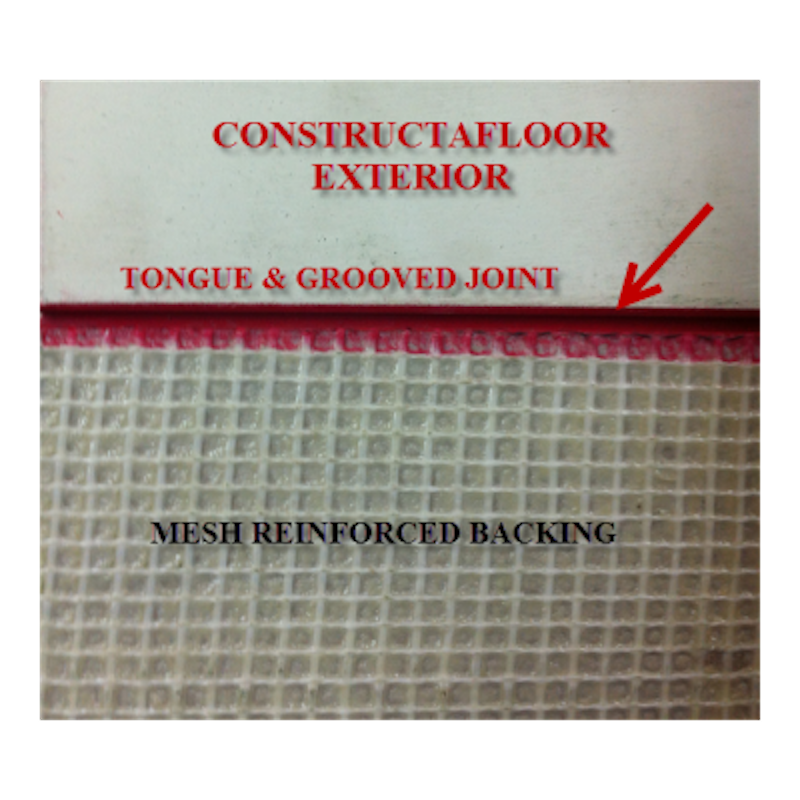 CONSTRUCTAFLOOR
EXTERIOR
TONGUE & GROOVED JOINT
MESH REINFORCED BACKING